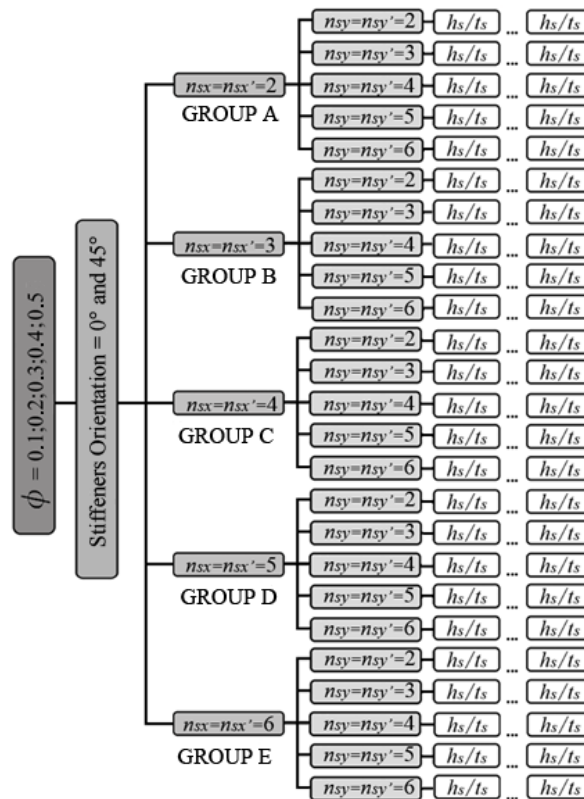 ϕ = 0.1;0.2;0.3;0.4;0.5
Stiffeners Orientation = 0° and 45°
nsx=nsx'=2
GROUP A
nsy=nsy'=2 hs/ts ... hs/ts
nsy=nsy'=3 hs/ts ... hs/ts
nsy=nsy'=4 hs/ts ... hs/ts
nsy=nsy'=5 hs/ts ... hs/ts
nsy=nsy'=6 hs/ts ... hs/ts
nsx=nsx'=3
GROUP B
nsy=nsy'=2 hs/ts ... hs/ts
nsy=nsy'=3 hs/ts ... hs/ts
nsy=nsy'=4 hs/ts ... hs/ts
nsy=nsy'=5 hs/ts ... hs/ts
nsy=nsy'=6 hs/ts ... hs/ts
nsx=nsx'=4
GROUP C
nsy=nsy'=2 hs/ts ... hs/ts
nsy=nsy'=3 hs/ts ... hs/ts
nsy=nsy'=4 hs/ts ... hs/ts
nsy=nsy'=5 hs/ts ... hs/ts
nsy=nsy'=6 hs/ts ... hs/ts
nsx=nsx'=5
GROUP D
nsy=nsy'=2 hs/ts ... hs/ts
nsy=nsy'=3 hs/ts ... hs/ts
nsy=nsy'=4 hs/ts ... hs/ts
nsy=nsy'=5 hs/ts ... hs/ts
nsy=nsy'=6 hs/ts ... hs/ts
nsx=nsx'=6
GROUP E
nsy=nsy'=2 hs/ts ... hs/ts
nsy=nsy'=3 hs/ts ... hs/ts
nsy=nsy'=4 hs/ts ... hs/ts
nsy=nsy'=5 hs/ts ... hs/ts
nsy=nsy'=6 hs/ts ... hs/ts